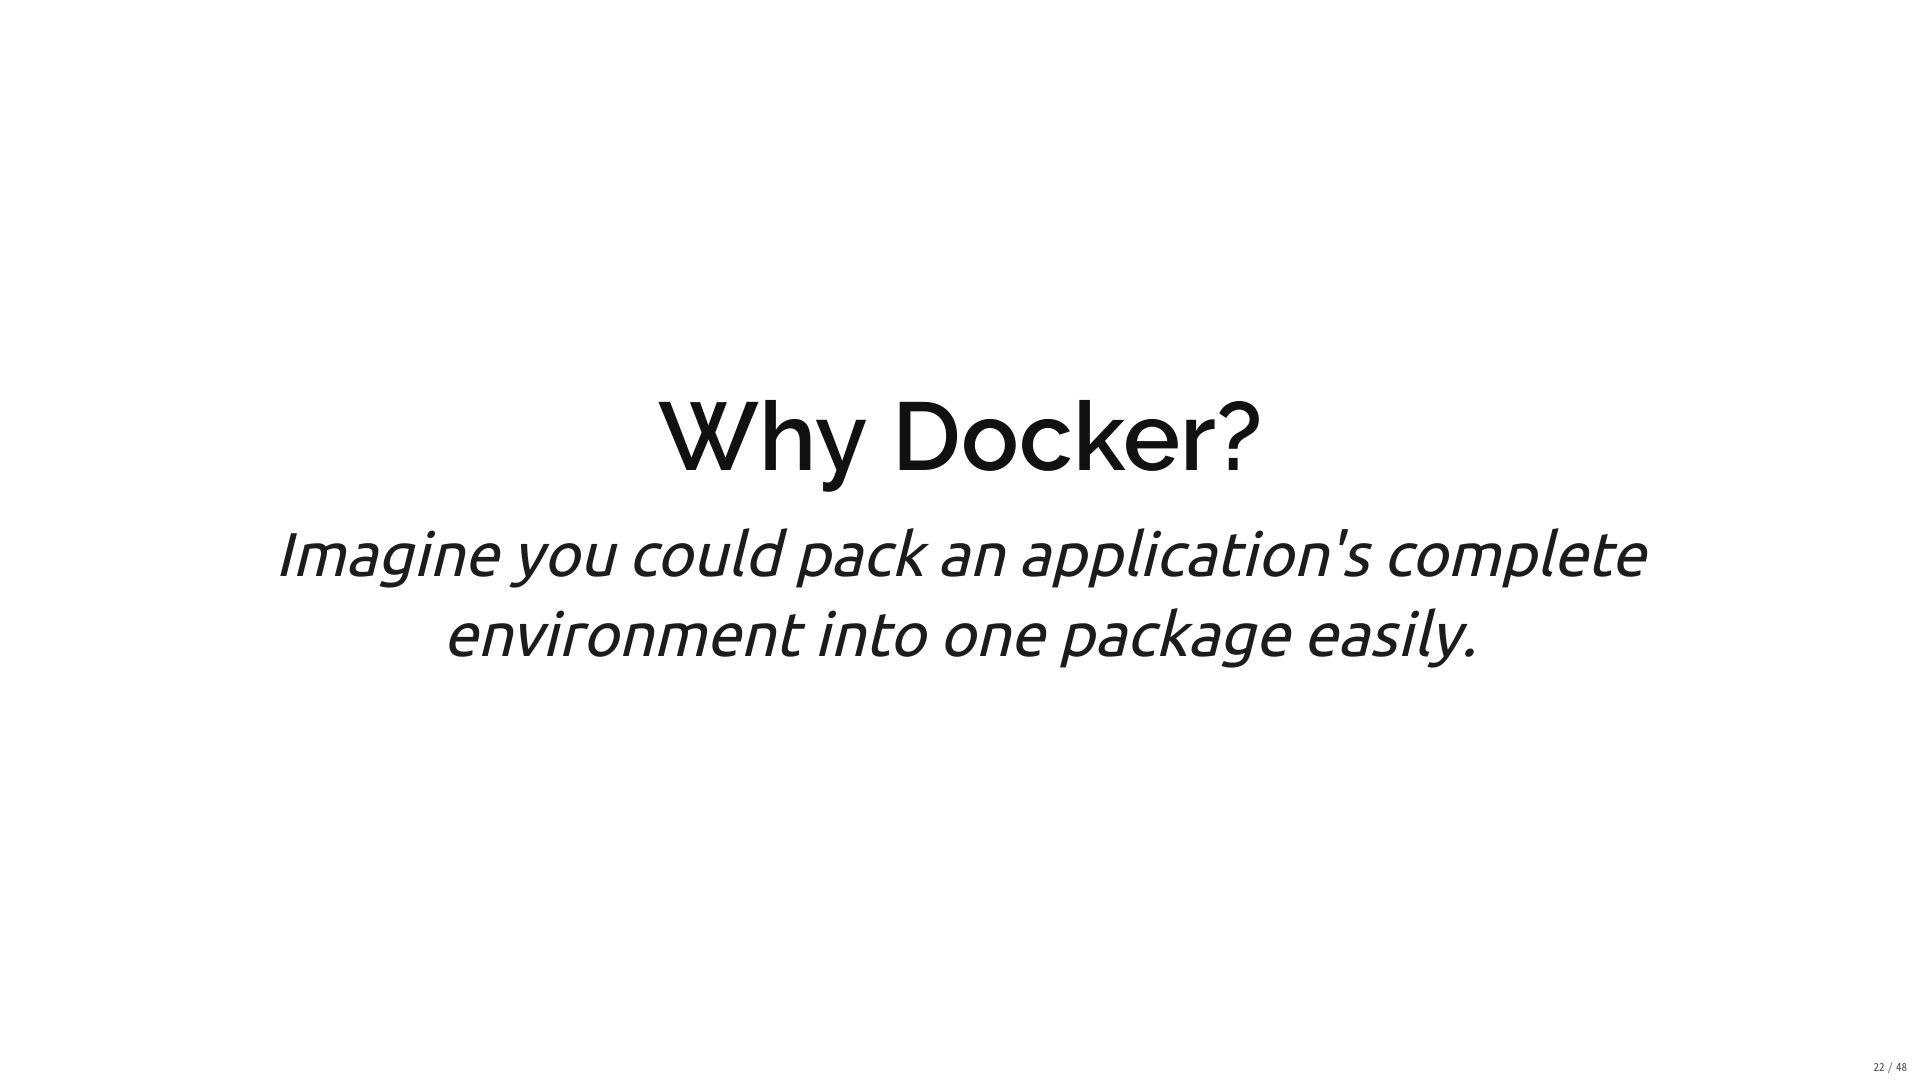 Why Docker?
Imagine you could pack an application's complete
environment into one package easily.
22 / 48